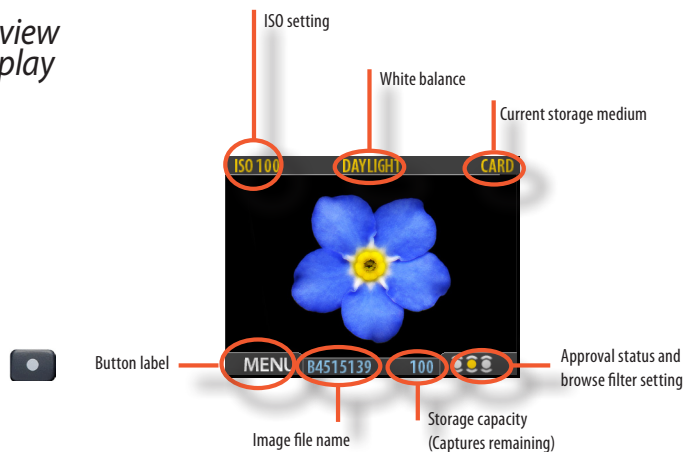 view
play
ISO setting
White balance
Current storage medium
ISO 100 DAYLIGHT CARD
Button label
MENU B4515139 100
Approval status and
browse filter setting
Image file name
Storage capacity
(Captures remaining)